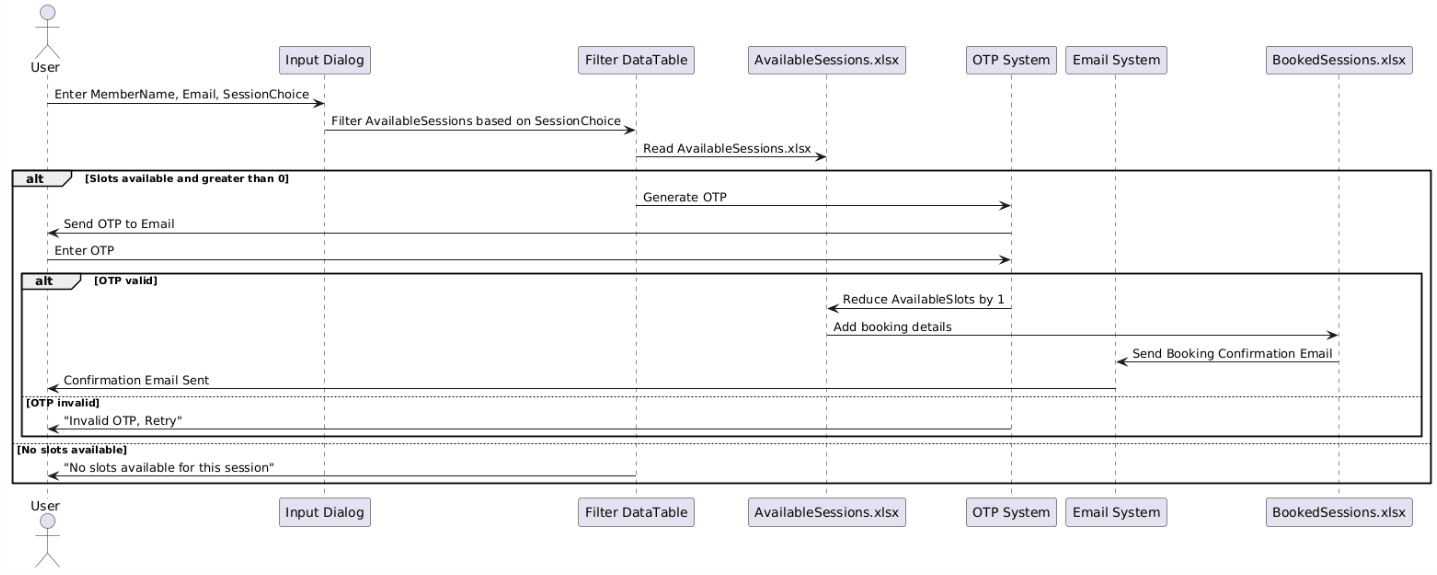 User
Input Dialog
Filter DataTable
AvailableSessions.xlsx
OTP System
Email System
BookedSessions.xlsx
Enter MemberName, Email, SessionChoice
Filter AvailableSessions based on SessionChoice
Read AvailableSessions.xlsx
alt [Slots available and greater than 0]
Generate OTP
Send OTP to Email
Enter OTP
alt [OTP valid]
Reduce AvailableSlots by 1
Add booking details
Send Booking Confirmation Email
Confirmation Email Sent
[OTP invalid]
"Invalid OTP, Retry"
[No slots available]
"No slots available for this session"
User
Input Dialog
Filter DataTable
AvailableSessions.xlsx
OTP System
Email System
BookedSessions.xlsx